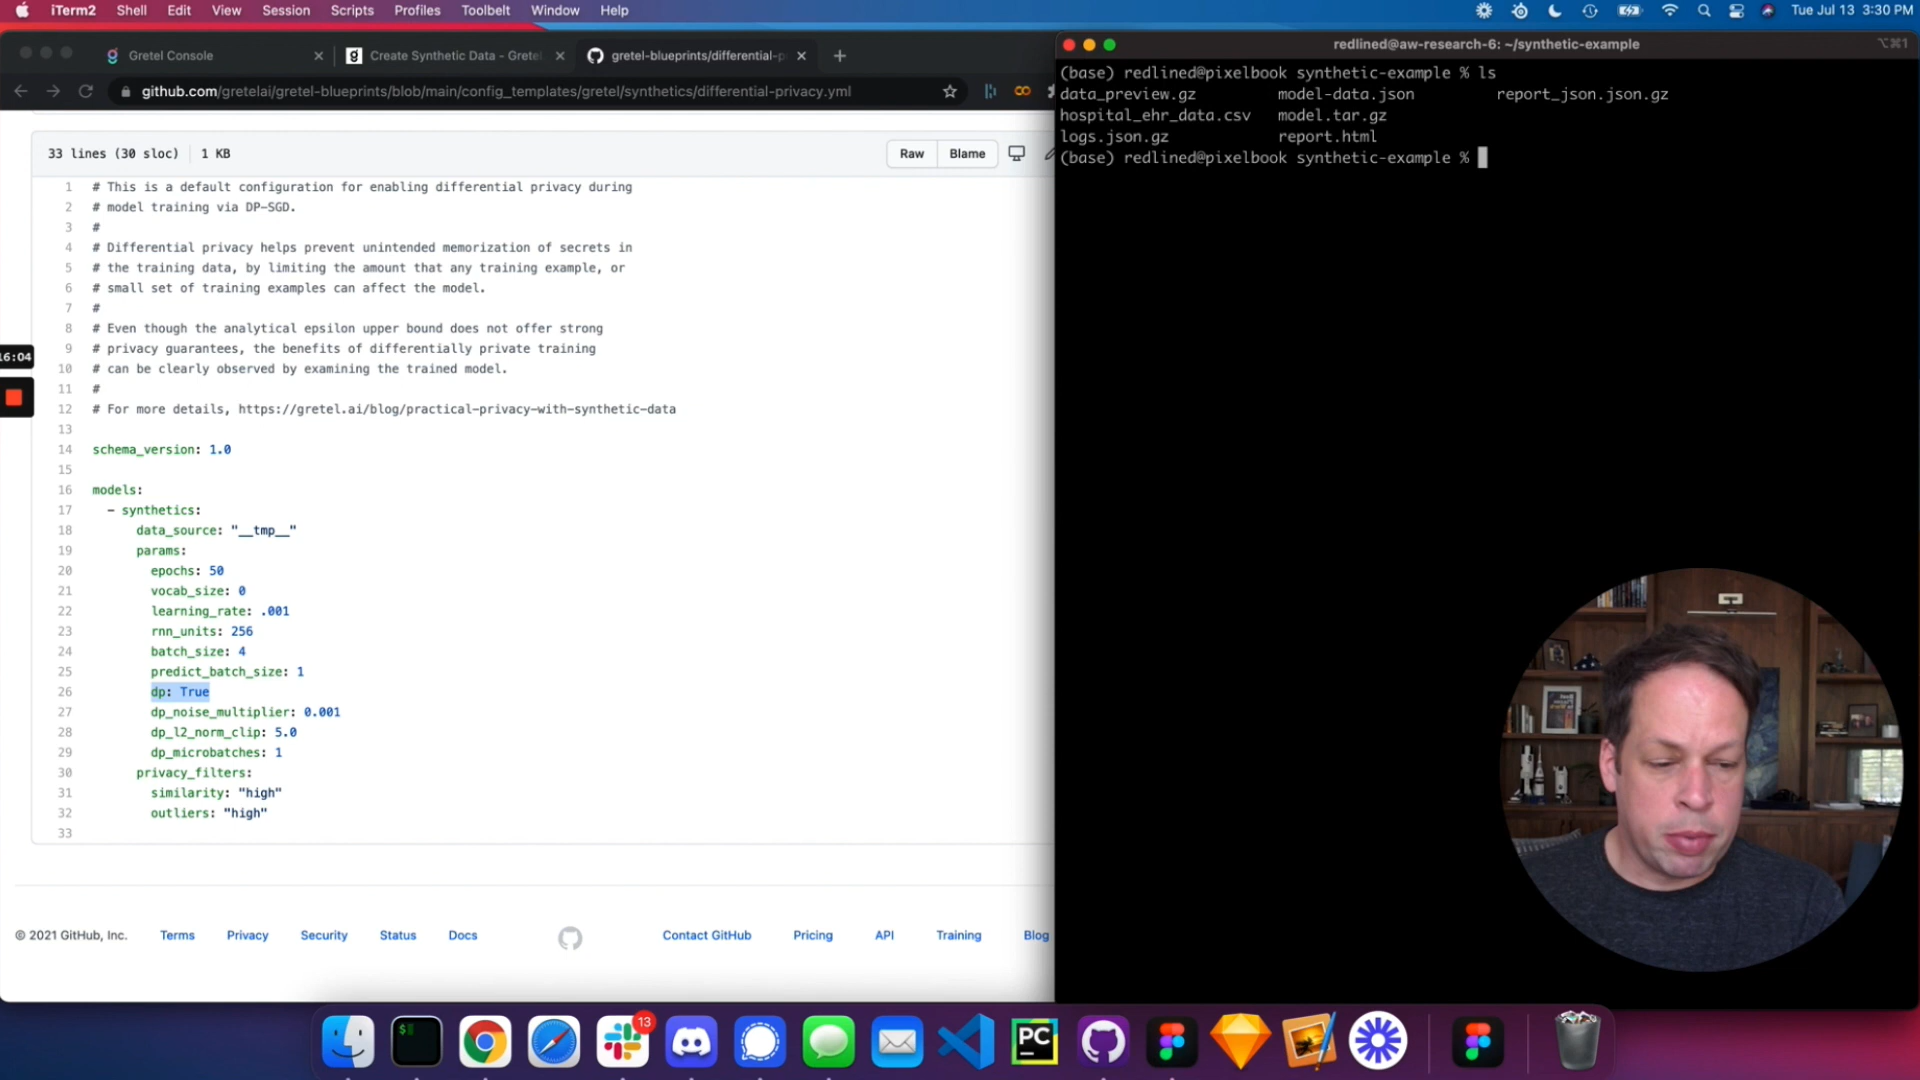 iTerm2 Shell Edit View Session Scripts Profiles Toolbelt Window Help Tue Jul 13 3:30 PM
Gretel Console Create Synthetic Data - Gretel gretel-blueprints/differential-p
github.com/gretelai/gretel-blueprints/blob/main/config_templates/gretel/synthetics/differential-privacy.yml
33 lines (30 sloc) 1 KB Raw Blame
1 # This is a default configuration for enabling differential privacy during
2 # model training via DP-SGD.
3 #
4 # Differential privacy helps prevent unintended memorization of secrets in
5 # the training data, by limiting the amount that any training example, or
6 # small set of training examples can affect the model.
7 #
8 # Even though the analytical epsilon upper bound does not offer strong
9 # privacy guarantees, the benefits of differentially private training
10 # can be clearly observed by examining the trained model.
11 #
12 # For more details, https://gretel.ai/blog/practical-privacy-with-synthetic-data
13
14 schema_version: 1.0
15
16 models:
17 - synthetics:
18 data_source: "__tmp__"
19 params:
20 epochs: 50
21 vocab_size: 0
22 learning_rate: .001
23 rnn_units: 256
24 batch_size: 4
25 predict_batch_size: 1
26 dp: True
27 dp_noise_multiplier: 0.001
28 dp_l2_norm_clip: 5.0
29 dp_microbatches: 1
30 privacy_filters:
31 similarity: "high"
32 outliers: "high"
33
16:04
© 2021 GitHub, Inc. Terms Privacy Security Status Docs Contact GitHub Pricing API Training Blog
redlined@aw-research-6: ~/synthetic-example ⌥⌘1
(base) redlined@pixelbook synthetic-example % ls
data_preview.gz model-data.json report_json.json.gz
hospital_ehr_data.csv model.tar.gz
logs.json.gz report.html
(base) redlined@pixelbook synthetic-example %
$
13
PC